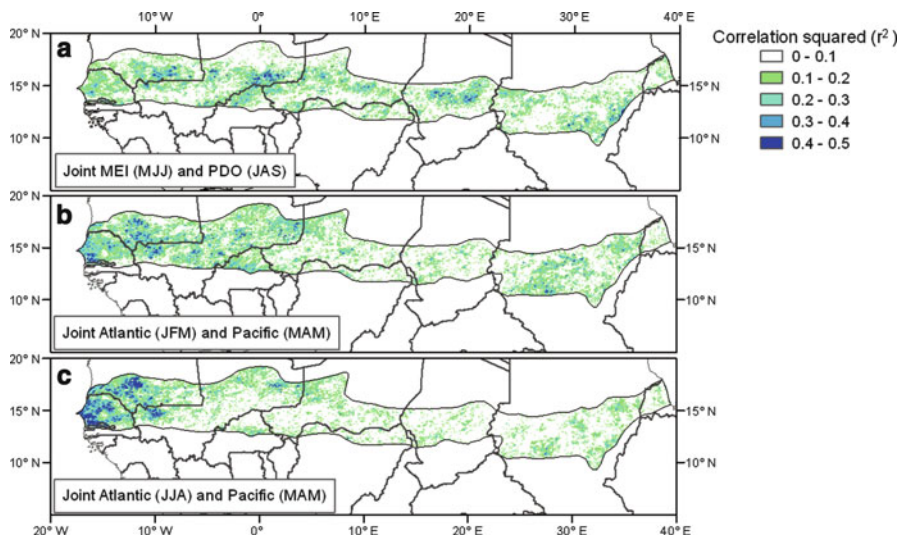 10° W 0° 10° E 20° E 30° E 40° E
20° N 20° N
a
15° N 15° N
10° N 10° N
Joint MEI (MJJ) and PDO (JAS)
20° N 20° N
b
15° N 15° N
10° N 10° N
Joint Atlantic (JFM) and Pacific (MAM)
20° N 20° N
c
15° N 15° N
10° N 10° N
Joint Atlantic (JJA) and Pacific (MAM)
20° W 10° W 0° 10° E 20° E 30° E 40° E
Correlation squared (r²)
0 - 0.1
0.1 - 0.2
0.2 - 0.3
0.3 - 0.4
0.4 - 0.5